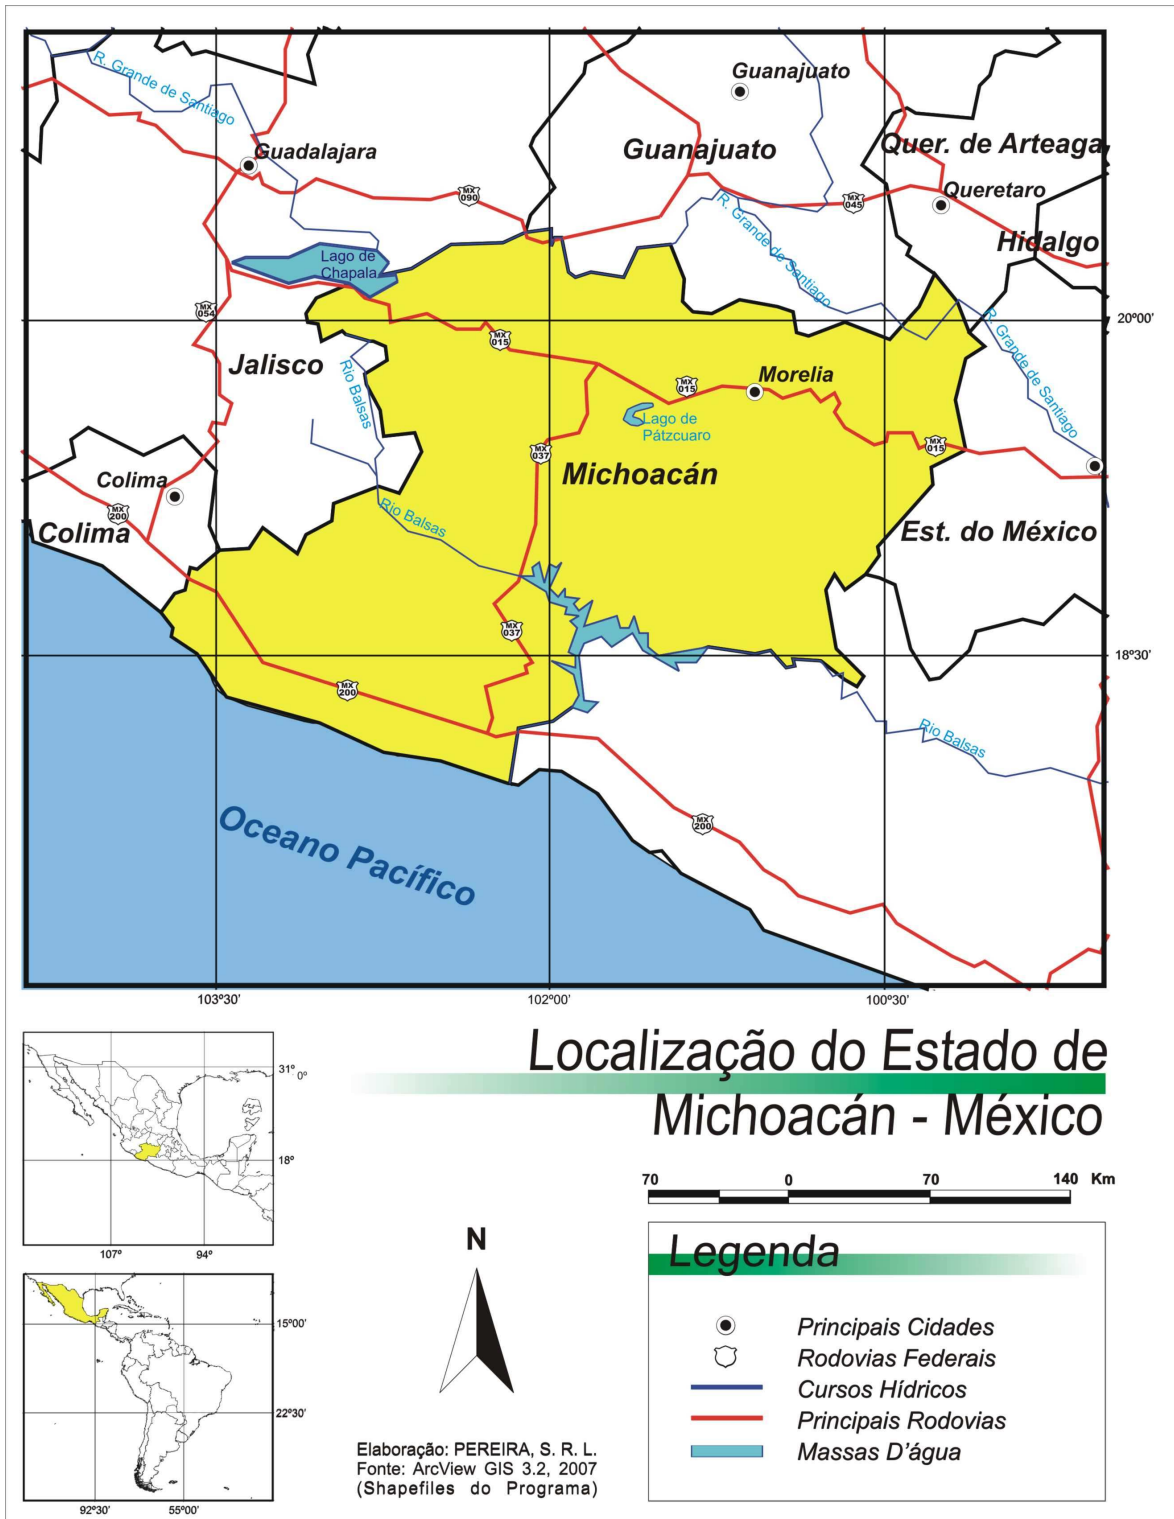 R. Grande de Santiago
Guanajuato
Guadalajara
Guanajuato
Quer. de Arteaga
MX
090
MX
045
Queretaro
R. Grande de Santiago
Hidalgo
Lago de
Chapala
MX
054
20º00'
R. Grande de Santiago
MX
015
Jalisco
Rio Balsas
MX
015
Morelia
Lago de
Pátzcuaro
MX
015
MX
037
Michoacán
Colima
MX
200
Colima
Rio Balsas
Est. do México
MX
037
18º30'
MX
200
Rio Balsas
MX
200
Oceano Pacífico
103º30'
102º00'
100º30'
Localização do Estado de
Michoacán - México
31º
0º
18º
107º
94º
70
0
70
140
Km
N
Legenda
Principais Cidades
Rodovias Federais
Cursos Hídricos
Principais Rodovias
Massas D'água
15º00'
22º30'
92º30'
55º00'
Elaboração: PEREIRA, S. R. L.
Fonte: ArcView GIS 3.2, 2007
(Shapefiles do Programa)